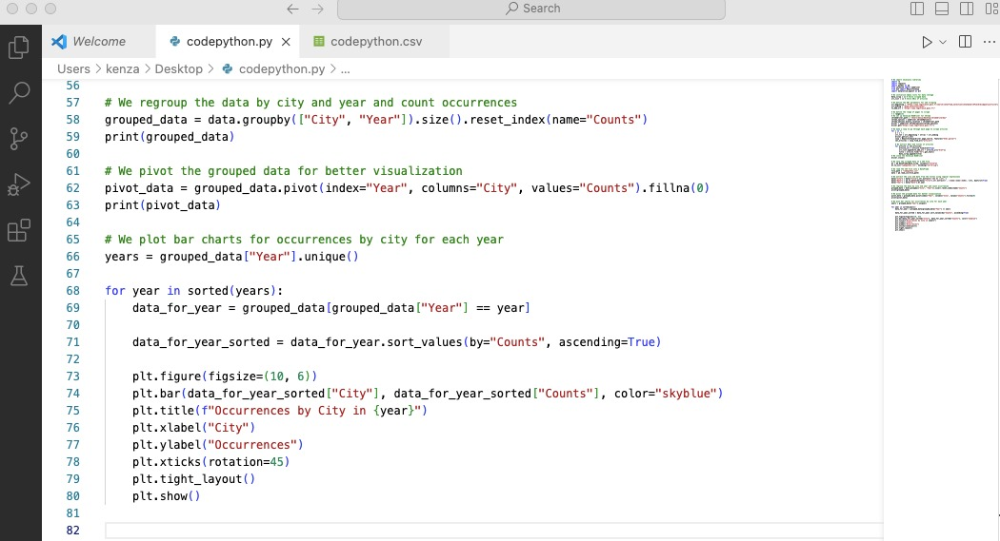 Search
Welcome
codepython.py
codepython.csv
Users > kenza > Desktop > codepython.py > ...
56
57 # We regroup the data by city and year and count occurrences
58 grouped_data = data.groupby(["City", "Year"]).size().reset_index(name="Counts")
59 print(grouped_data)
60
61 # We pivot the grouped data for better visualization
62 pivot_data = grouped_data.pivot(index="Year", columns="City", values="Counts").fillna(0)
63 print(pivot_data)
64
65 # We plot bar charts for occurrences by city for each year
66 years = grouped_data["Year"].unique()
67
68 for year in sorted(years):
69     data_for_year = grouped_data[grouped_data["Year"] == year]
70
71     data_for_year_sorted = data_for_year.sort_values(by="Counts", ascending=True)
72
73     plt.figure(figsize=(10, 6))
74     plt.bar(data_for_year_sorted["City"], data_for_year_sorted["Counts"], color="skyblue")
75     plt.title(f"Occurrences by City in {year}")
76     plt.xlabel("City")
77     plt.ylabel("Occurrences")
78     plt.xticks(rotation=45)
79     plt.tight_layout()
80     plt.show()
81
82